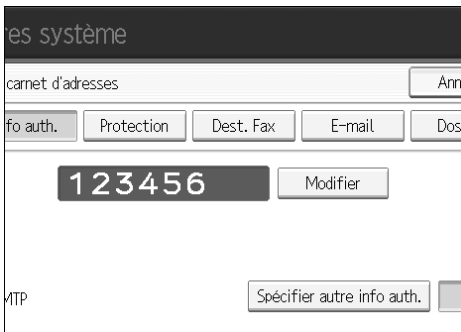 res système
carnet d'adresses Ann
fo auth. Protection Dest. Fax E-mail Dos
123456 Modifier
MTP Spécifier autre info auth.